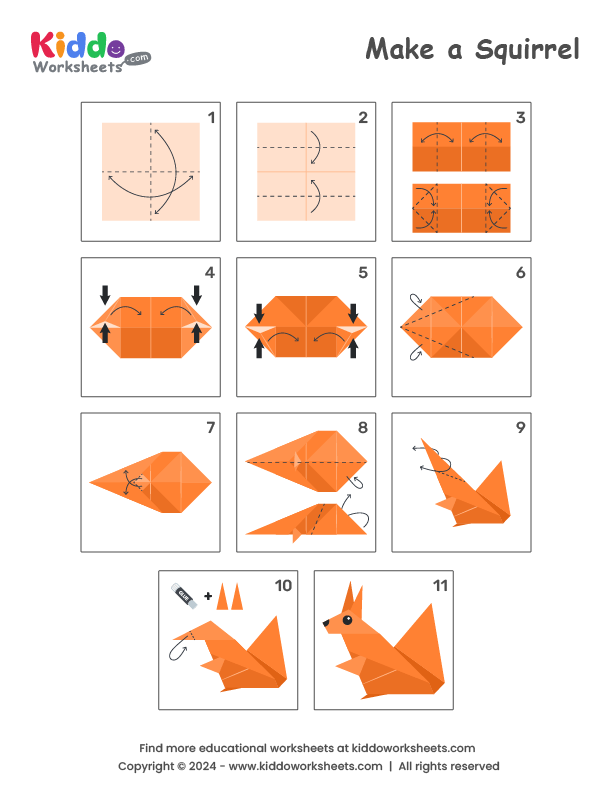 Kiddo
Worksheets.com
Make a Squirrel
1
2
3
4
5
6
7
8
9
10
GLUE
+
11
Find more educational worksheets at kiddoworksheets.com
Copyright © 2024 - www.kiddoworksheets.com | All rights reserved